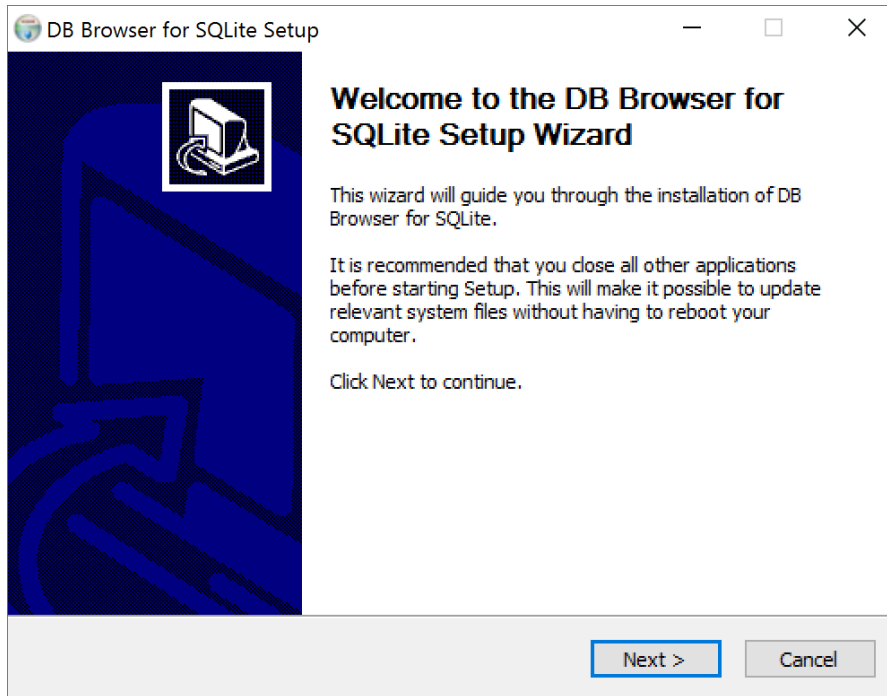 DB Browser for SQLite Setup
Welcome to the DB Browser for
SQLite Setup Wizard
This wizard will guide you through the installation of DB
Browser for SQLite.
It is recommended that you close all other applications
before starting Setup. This will make it possible to update
relevant system files without having to reboot your
computer.
Click Next to continue.
Next >
Cancel